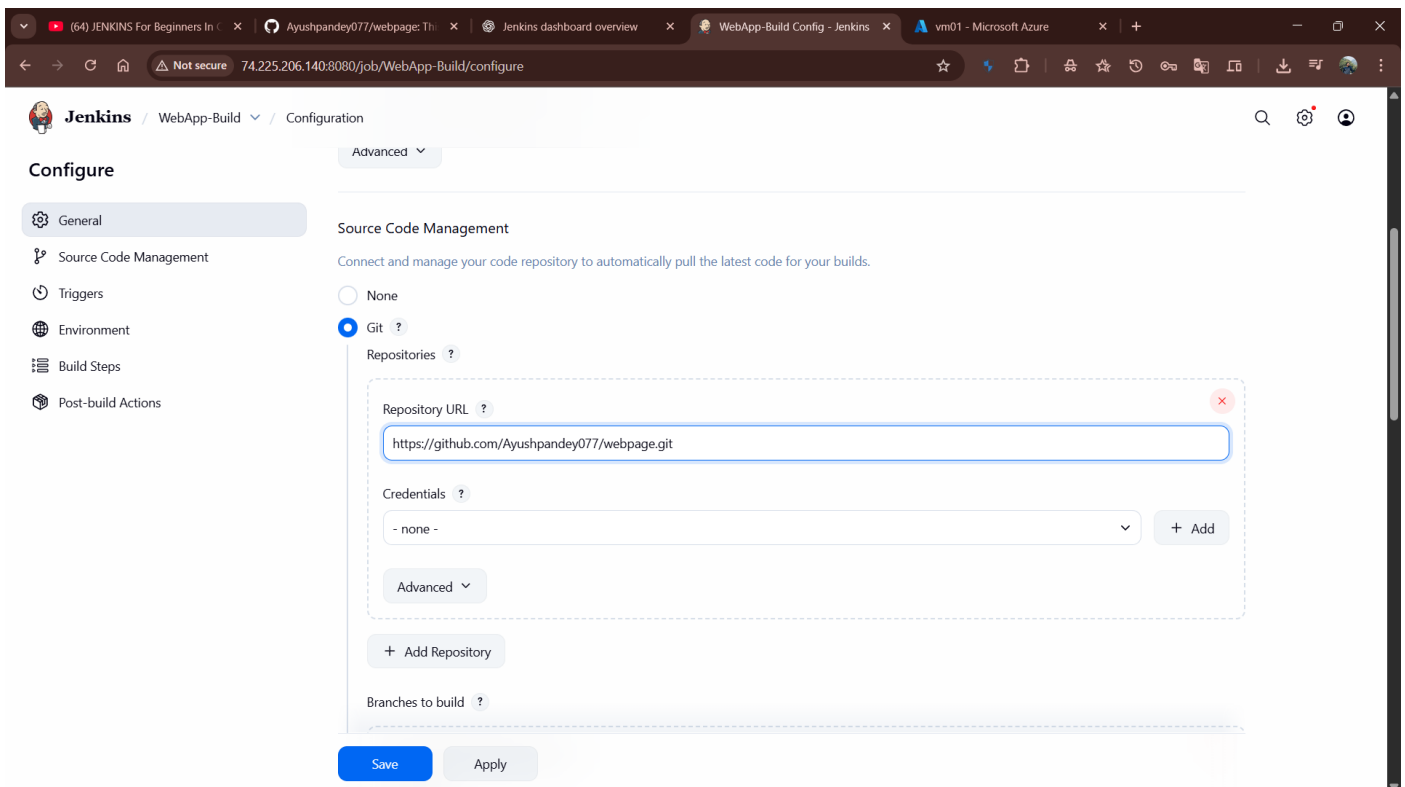 (64) JENKINS For Beginners In
Ayushpandey077/webpage: Thi
Jenkins dashboard overview
WebApp-Build Config - Jenkins
vm01 - Microsoft Azure
Not secure 74.225.206.140:8080/job/WebApp-Build/configure
Jenkins / WebApp-Build / Configuration
Configure
General
Source Code Management
Triggers
Environment
Build Steps
Post-build Actions
Advanced
Source Code Management
Connect and manage your code repository to automatically pull the latest code for your builds.
None
Git ?
Repositories ?
Repository URL ?
https://github.com/Ayushpandey077/webpage.git
Credentials ?
- none -
+ Add
Advanced
+ Add Repository
Branches to build ?
Save
Apply